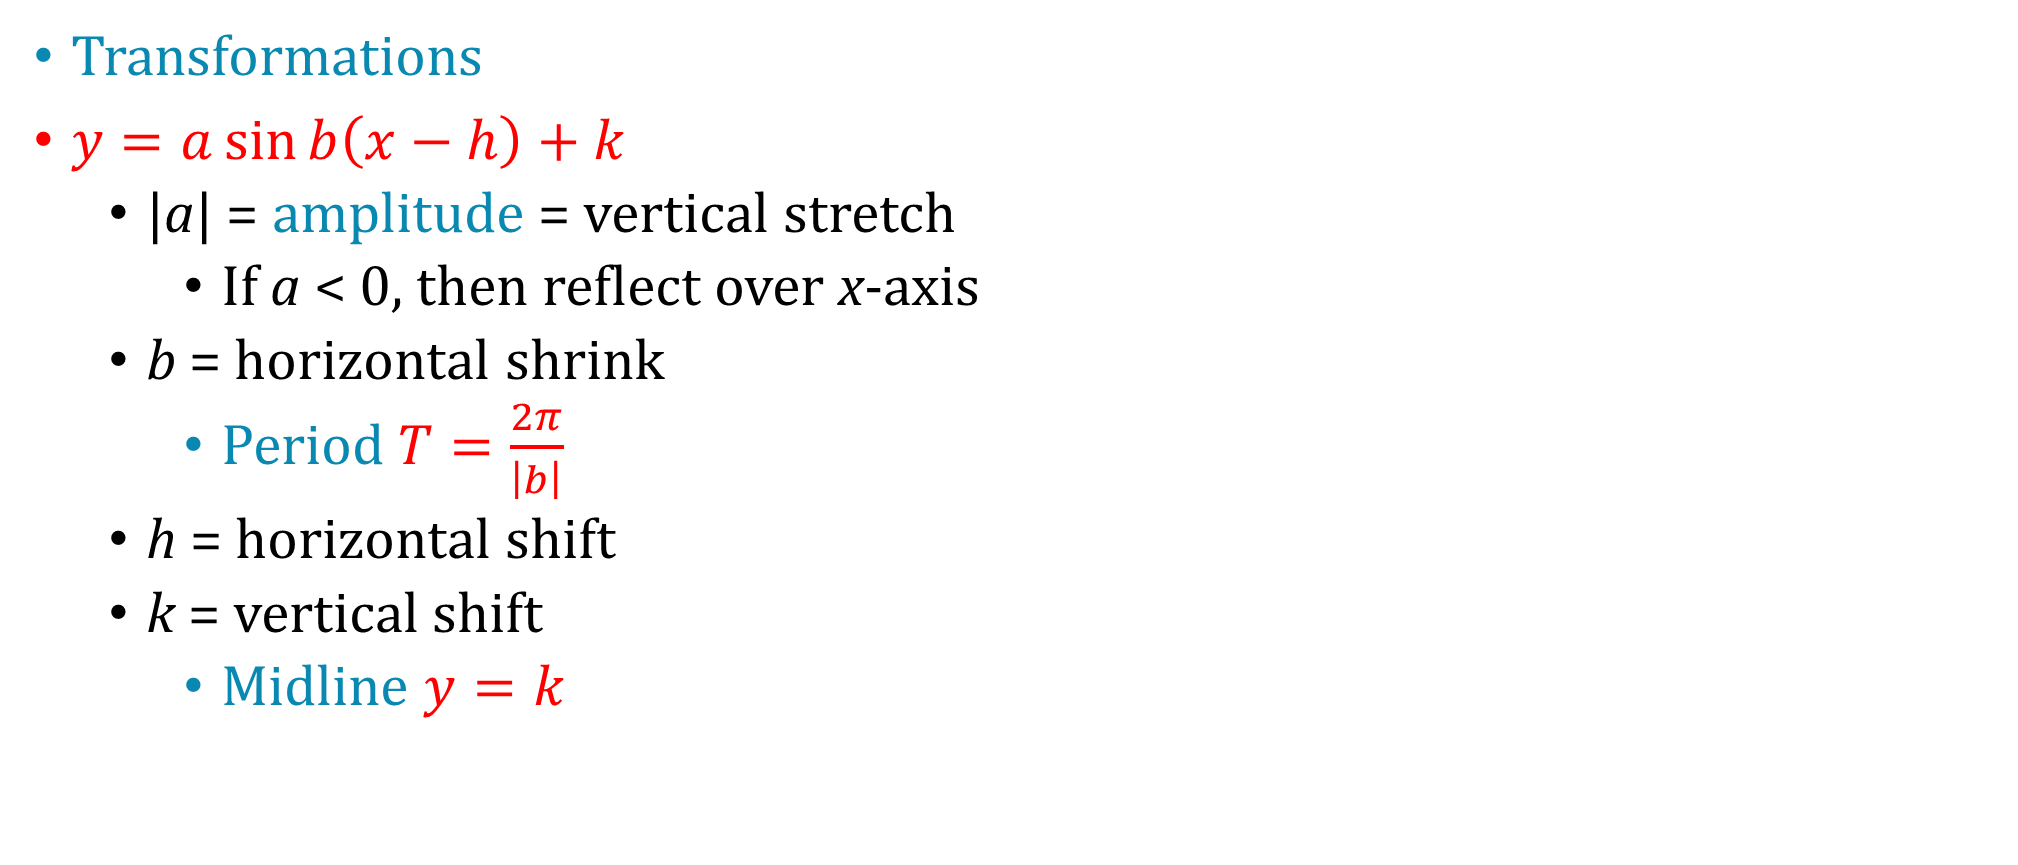 • Transformations
• y = a sin b(x − h) + k
• |a| = amplitude = vertical stretch
• If a < 0, then reflect over x-axis
• b = horizontal shrink
• Period T = 2π/|b|
• h = horizontal shift
• k = vertical shift
• Midline y = k